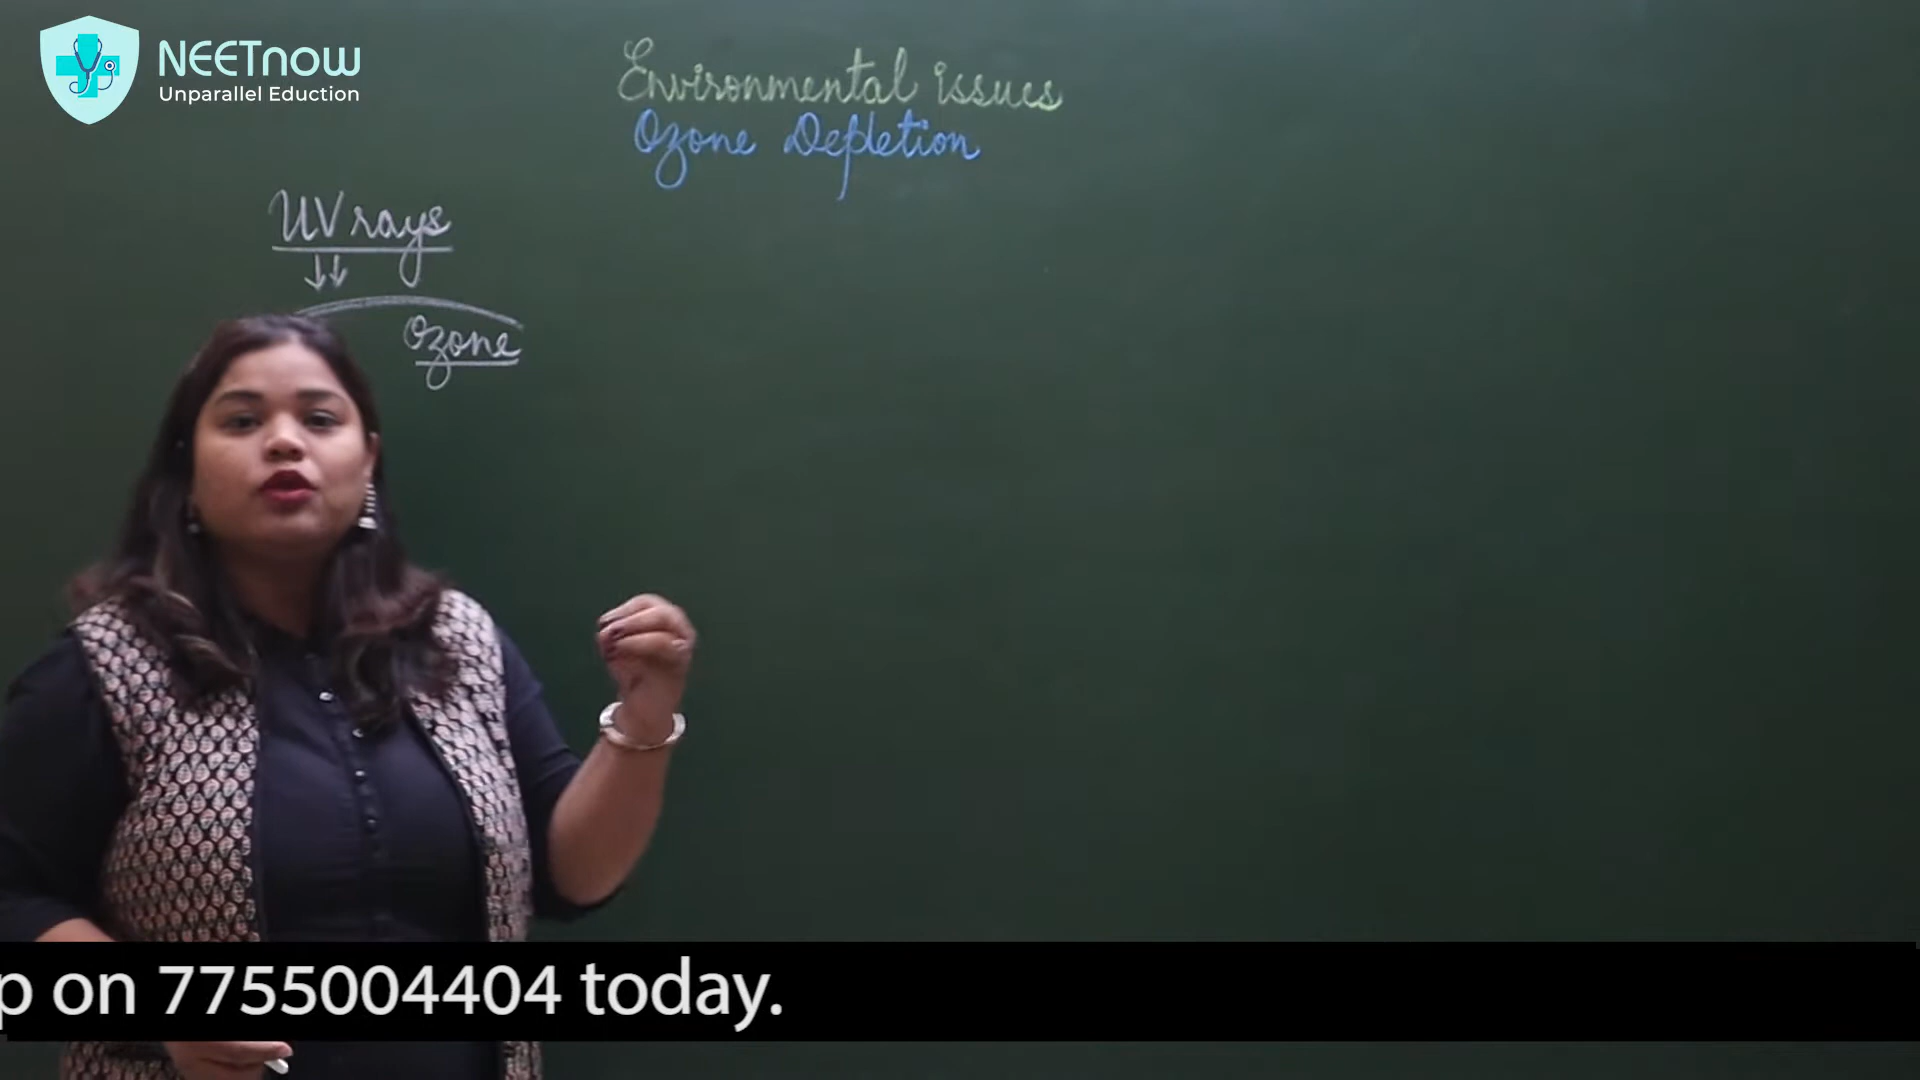 NEETnow
Unparallel Eduction
Environmental issues
Ozone Depletion
UV rays
Ozone
p on 7755004404 today.